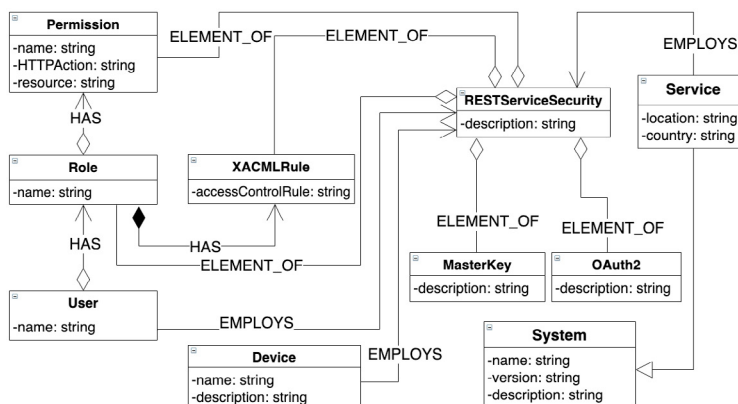 Permission
-name: string
-HTTPAction: string
-resource: string
ELEMENT_OF
ELEMENT_OF
EMPLOYS
Service
-location: string
-country: string
RESTServiceSecurity
-description: string
HAS
Role
-name: string
XACMLRule
-accessControlRule: string
HAS
HAS
ELEMENT_OF
ELEMENT_OF
ELEMENT_OF
MasterKey
-description: string
OAuth2
-description: string
User
-name: string
EMPLOYS
Device
-name: string
-description: string
EMPLOYS
System
-name: string
-version: string
-description: string